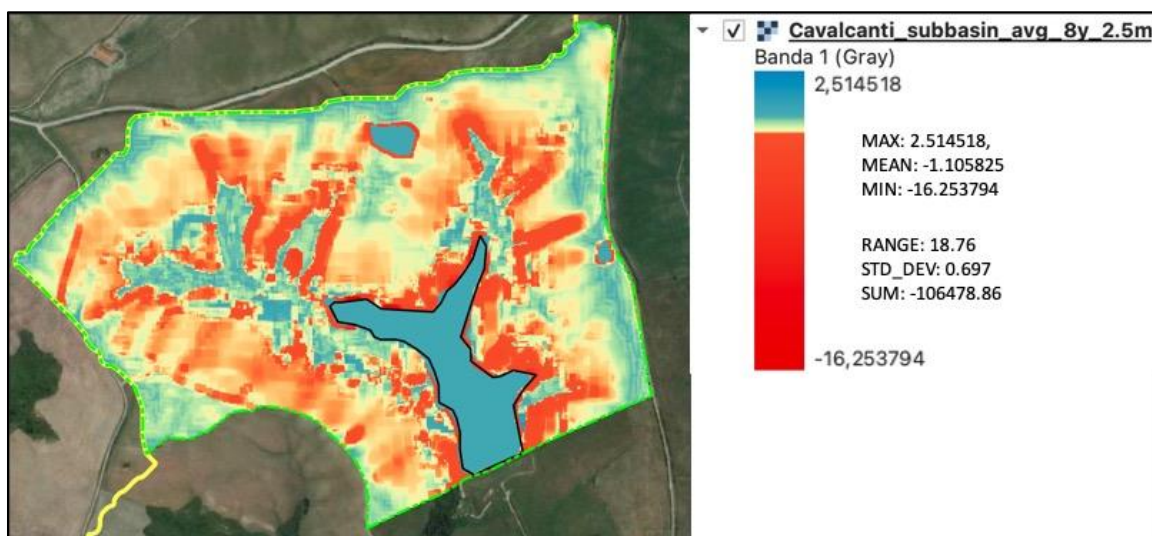 Cavalcanti_subbasin_avg_8y_2.5m
Banda 1 (Gray)
2,514518
MAX: 2.514518,
MEAN: -1.105825
MIN: -16.253794
RANGE: 18.76
STD_DEV: 0.697
SUM: -106478.86
-16,253794